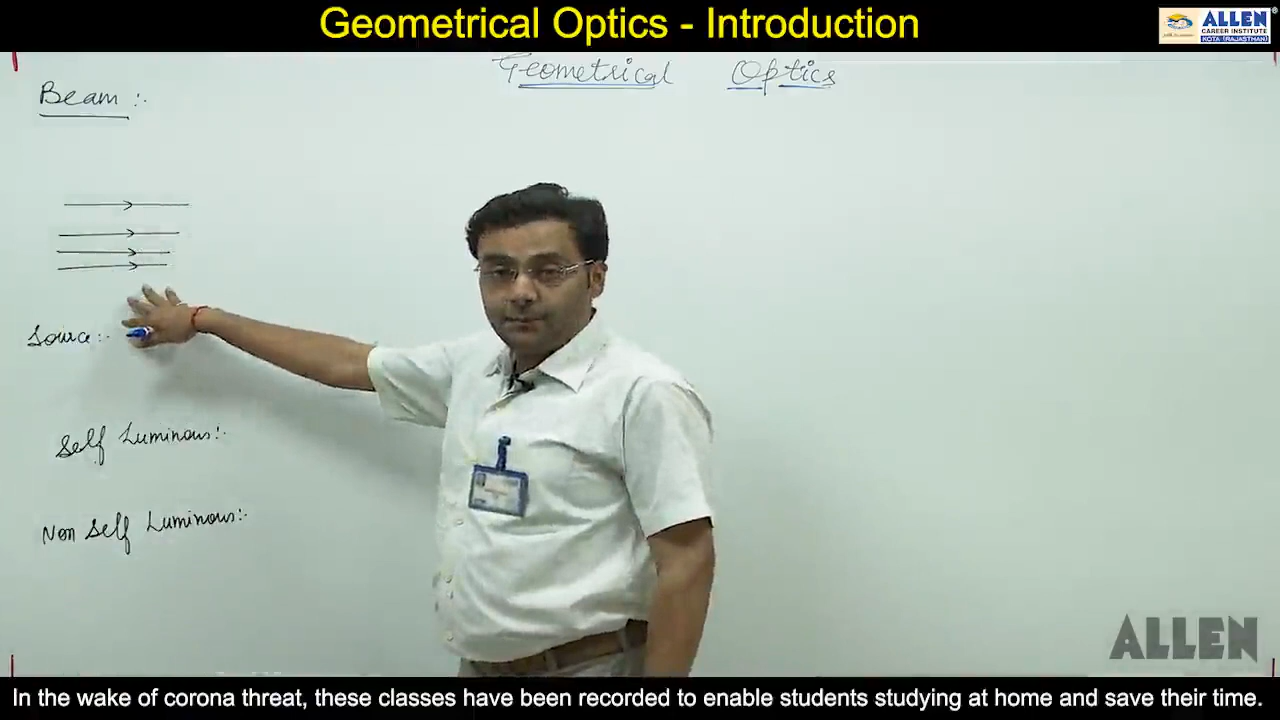 Geometrical Optics - Introduction
ALLEN
CAREER INSTITUTE
KOTA (RAJASTHAN)
Geometrical Optics
Beam :-
Source :-
Self Luminous :-
Non Self Luminous :-
ALLEN
In the wake of corona threat, these classes have been recorded to enable students studying at home and save their time.